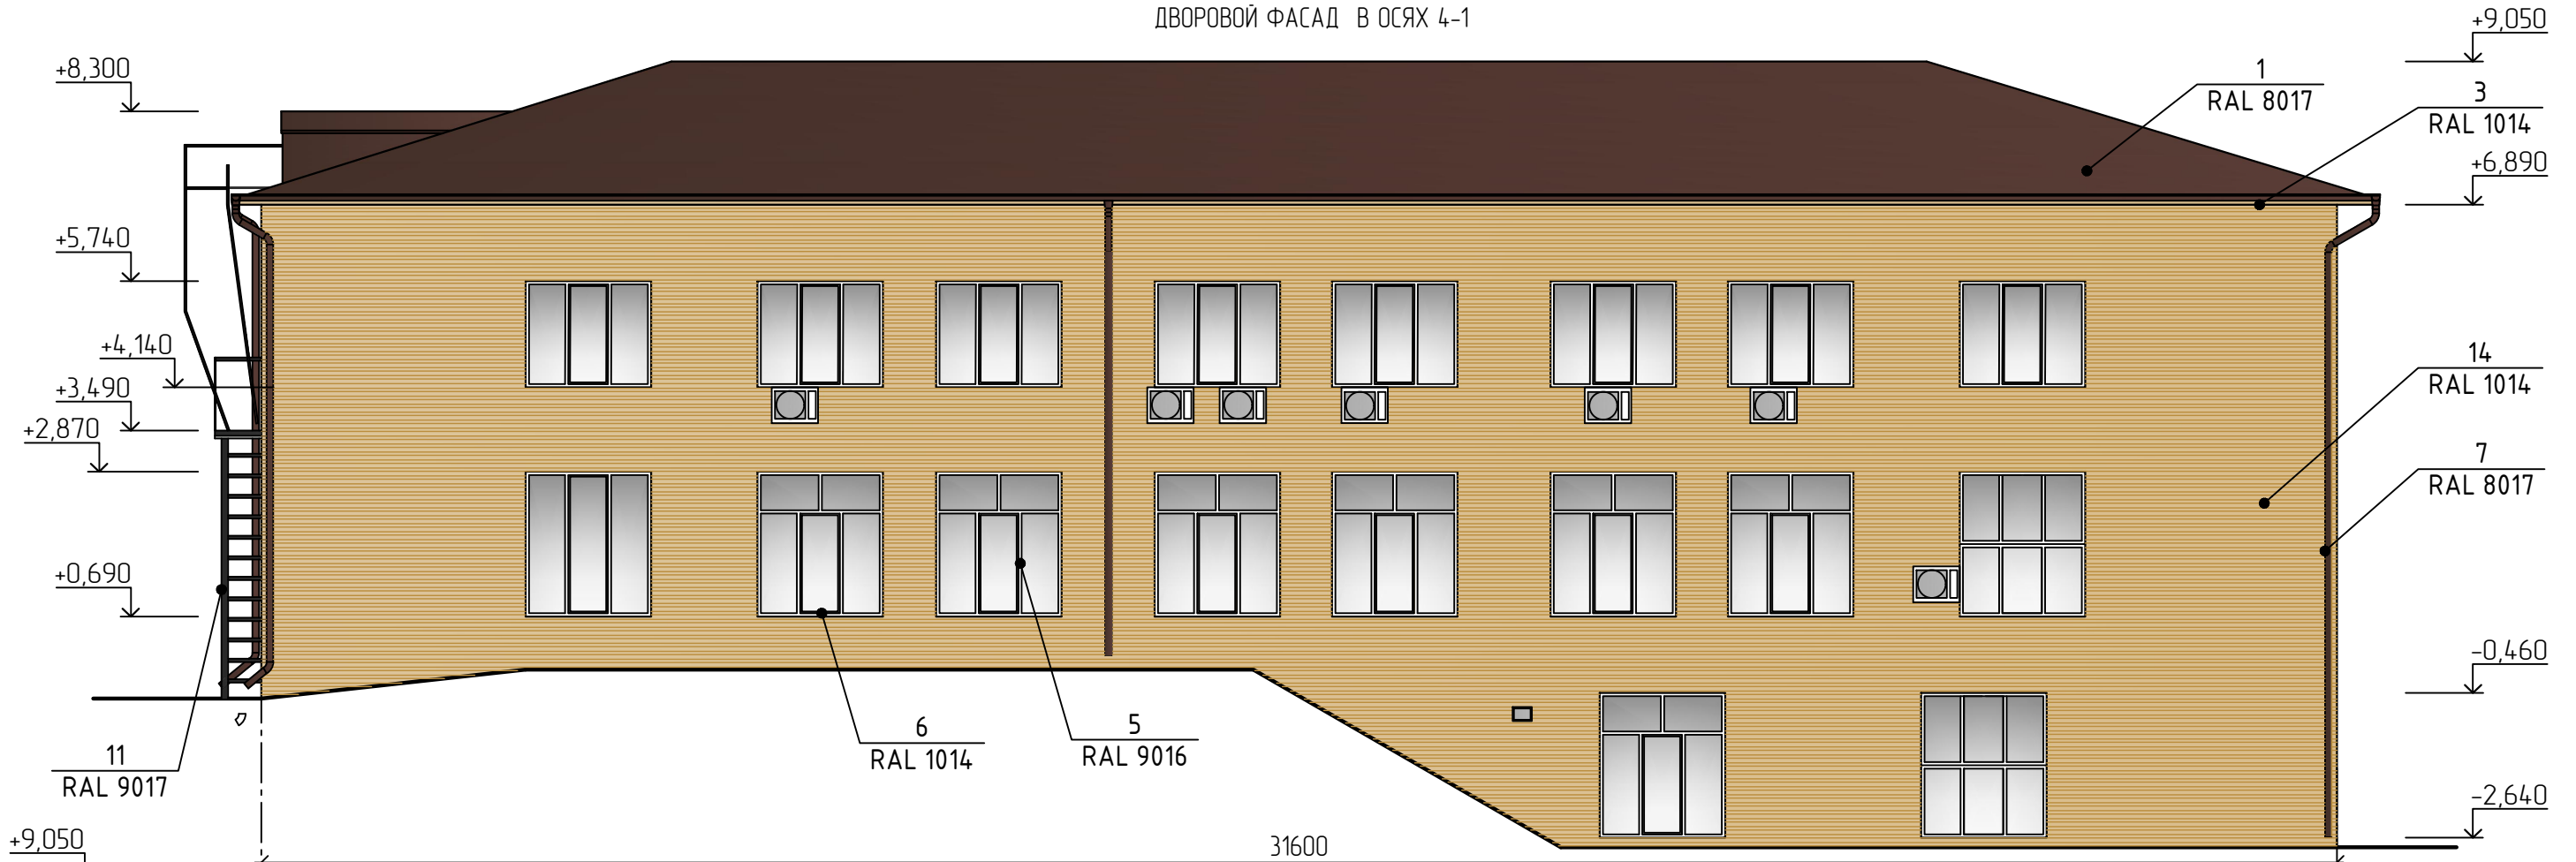 ДВОРОВОЙ ФАСАД В ОСЯХ 4-1
+9,050
+8,300
1
RAL 8017
3
RAL 1014
+6,890
+5,740
+4,140
+3,490
+2,870
14
RAL 1014
7
RAL 8017
+0,690
-0,460
6
RAL 1014
5
RAL 9016
11
RAL 9017
-2,640
+9,050
31600